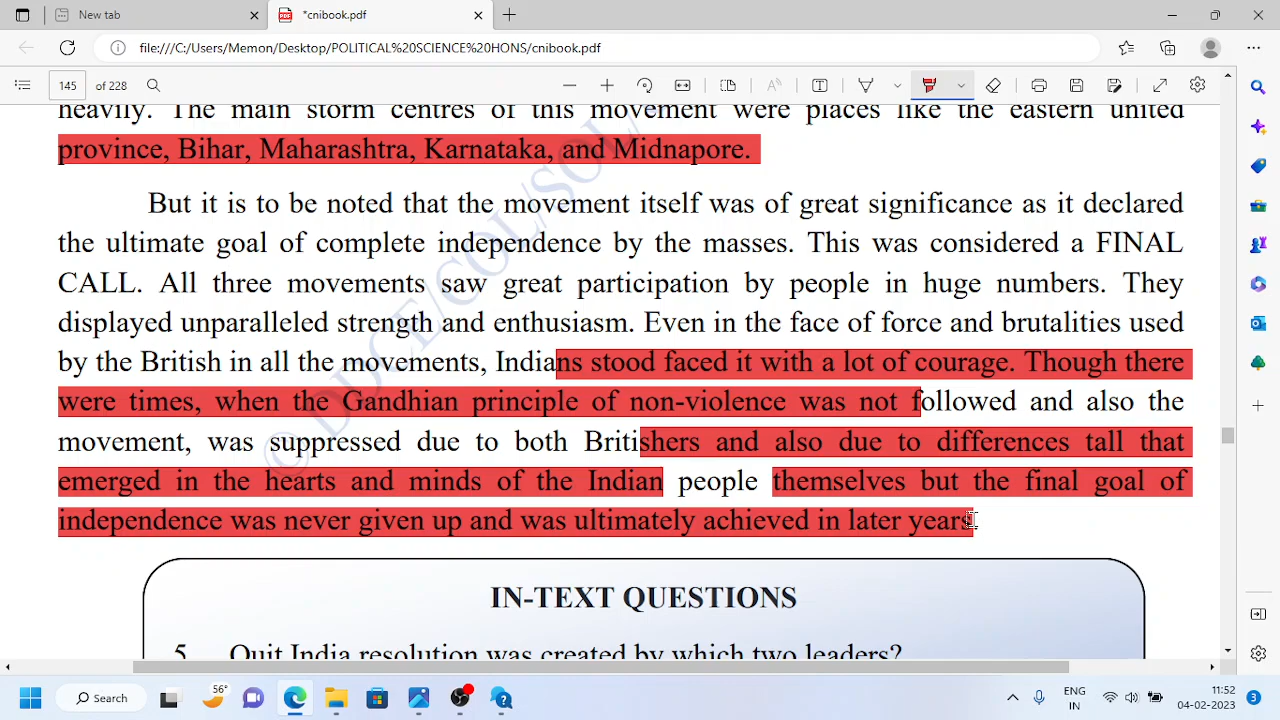 New tab
*cnibook.pdf
file:///C:/Users/Memon/Desktop/POLITICAL%20SCIENCE%20HONS/cnibook.pdf
145 of 228
heavily. The main storm centres of this movement were places like the eastern united
province, Bihar, Maharashtra, Karnataka, and Midnapore.
But it is to be noted that the movement itself was of great significance as it declared
the ultimate goal of complete independence by the masses. This was considered a FINAL
CALL. All three movements saw great participation by people in huge numbers. They
displayed unparalleled strength and enthusiasm. Even in the face of force and brutalities used
by the British in all the movements, Indians stood faced it with a lot of courage. Though there
were times, when the Gandhian principle of non-violence was not followed and also the
movement, was suppressed due to both Britishers and also due to differences tall that
emerged in the hearts and minds of the Indian people themselves but the final goal of
independence was never given up and was ultimately achieved in later years.
© DDCE/COL/SOL/
IN-TEXT QUESTIONS
5. Quit India resolution was created by which two leaders?
Search
56°
ENG
IN
11:52
04-02-2023
3